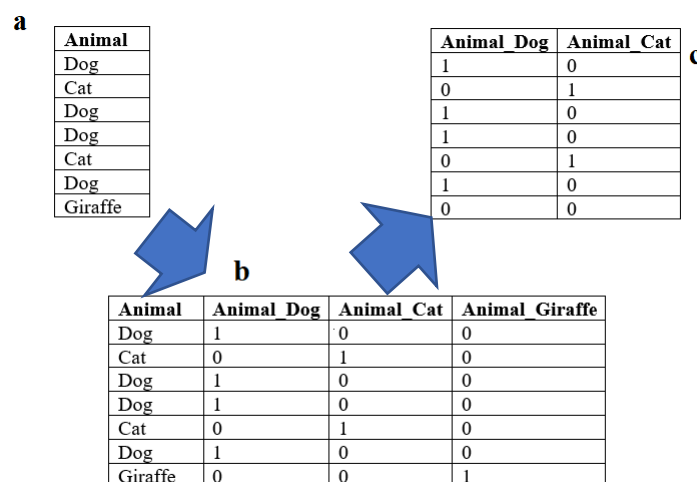 a
Animal
Dog
Cat
Dog
Dog
Cat
Dog
Giraffe
c
Animal_Dog Animal_Cat
1 0
0 1
1 0
1 0
0 1
1 0
0 0
b
Animal Animal_Dog Animal_Cat Animal_Giraffe
Dog 1 0 0
Cat 0 1 0
Dog 1 0 0
Dog 1 0 0
Cat 0 1 0
Dog 1 0 0
Giraffe 0 0 1